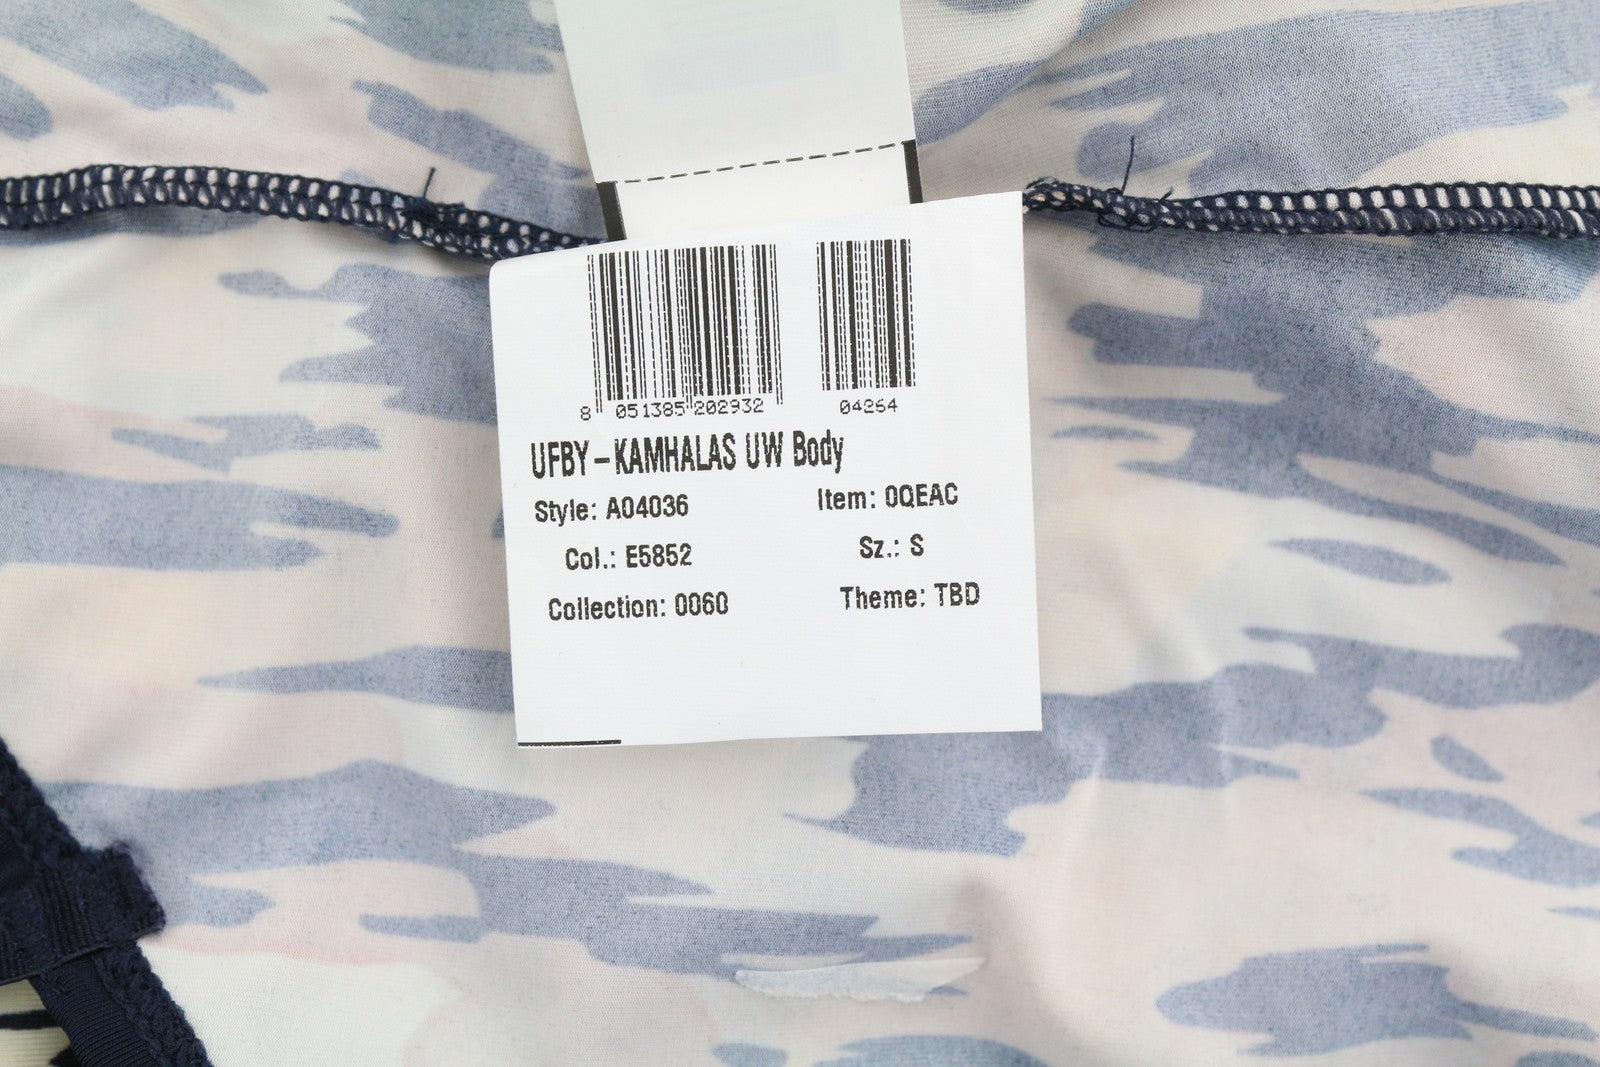 8 051385 202932 04264
UFBY-KAMHALAS UW Body
Style: A04036 Item: 0QEAC
Col.: E5852 Sz.: S
Collection: 0060 Theme: TBD